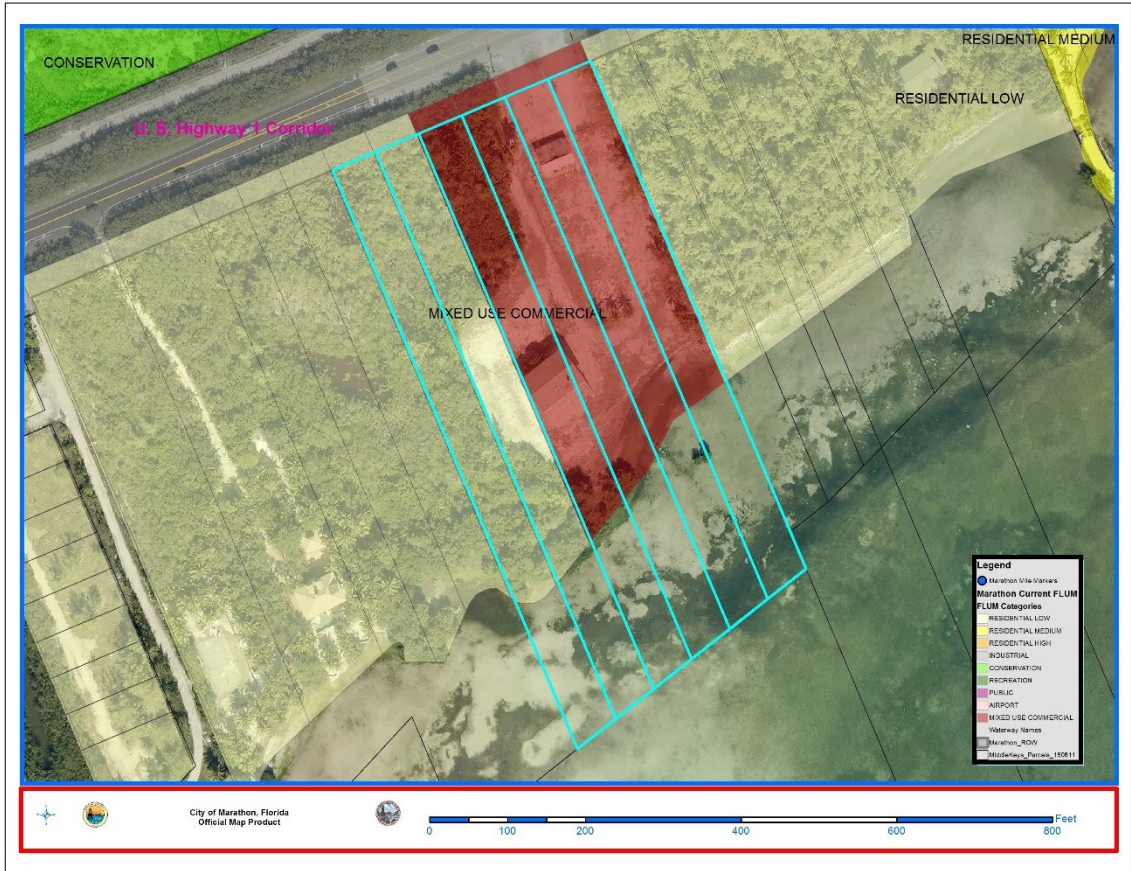 CONSERVATION
RESIDENTIAL MEDIUM
RESIDENTIAL LOW
U. S. Highway 1 Corridor
MIXED USE COMMERCIAL
Legend
Marathon Mile Markers
Marathon Current FLUM
FLUM Categories
RESIDENTIAL LOW
RESIDENTIAL MEDIUM
RESIDENTIAL HIGH
INDUSTRIAL
CONSERVATION
RECREATION
PUBLIC
AIRPORT
MIXED USE COMMERCIAL
Waterway Names
Marathon_ROW
MiddleKeys_Parcels_150811
City of Marathon, Florida
Official Map Product
Feet
0 100 200 400 600 800